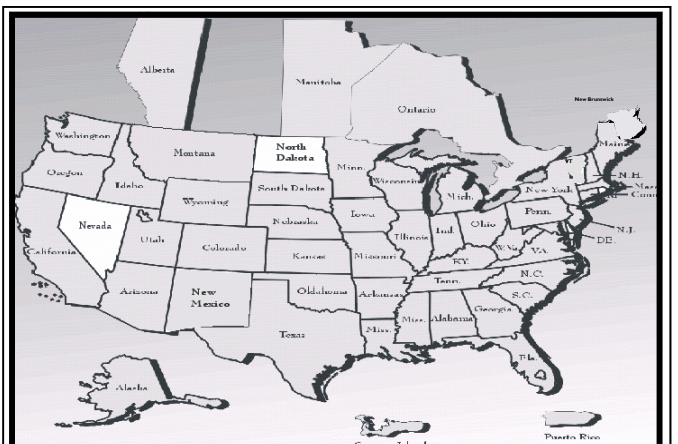 Alberta
Manitoba
Ontario
New Brunswick
Washington
Montana
North
Dakota
Minn.
Maine
Oregon
Idaho
Wyoming
South Dakota
Wisconsin
Mich.
New York
VT
N.H.
Mass
Conn
Nevada
Utah
Colorado
Nebraska
Iowa
Illinois
Ind.
Ohio
Penn.
N.J.
DE.
California
Kansas
Missouri
KY.
W.Va
VA.
Arizona
New
Mexico
Oklahoma
Arkansas
Tenn.
N.C.
S.C.
Texas
Miss.
Miss.
Alabama
Georgia
Fla.
Alaska
Puerto Rico